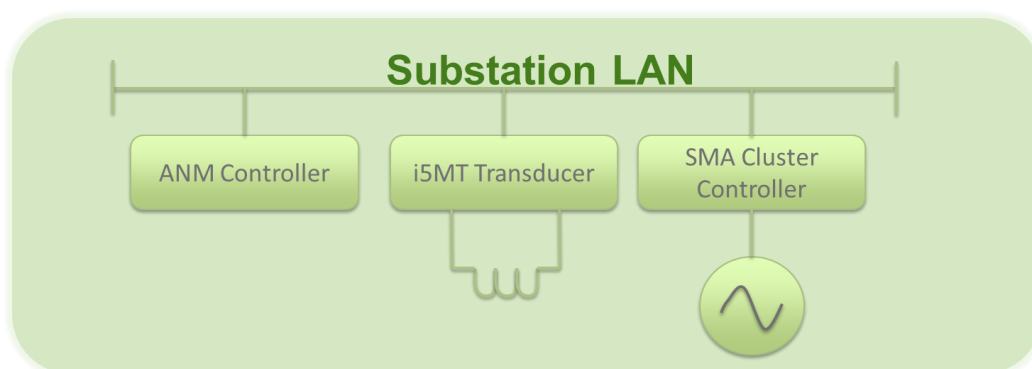 Substation LAN
ANM Controller
i5MT Transducer
SMA Cluster
Controller